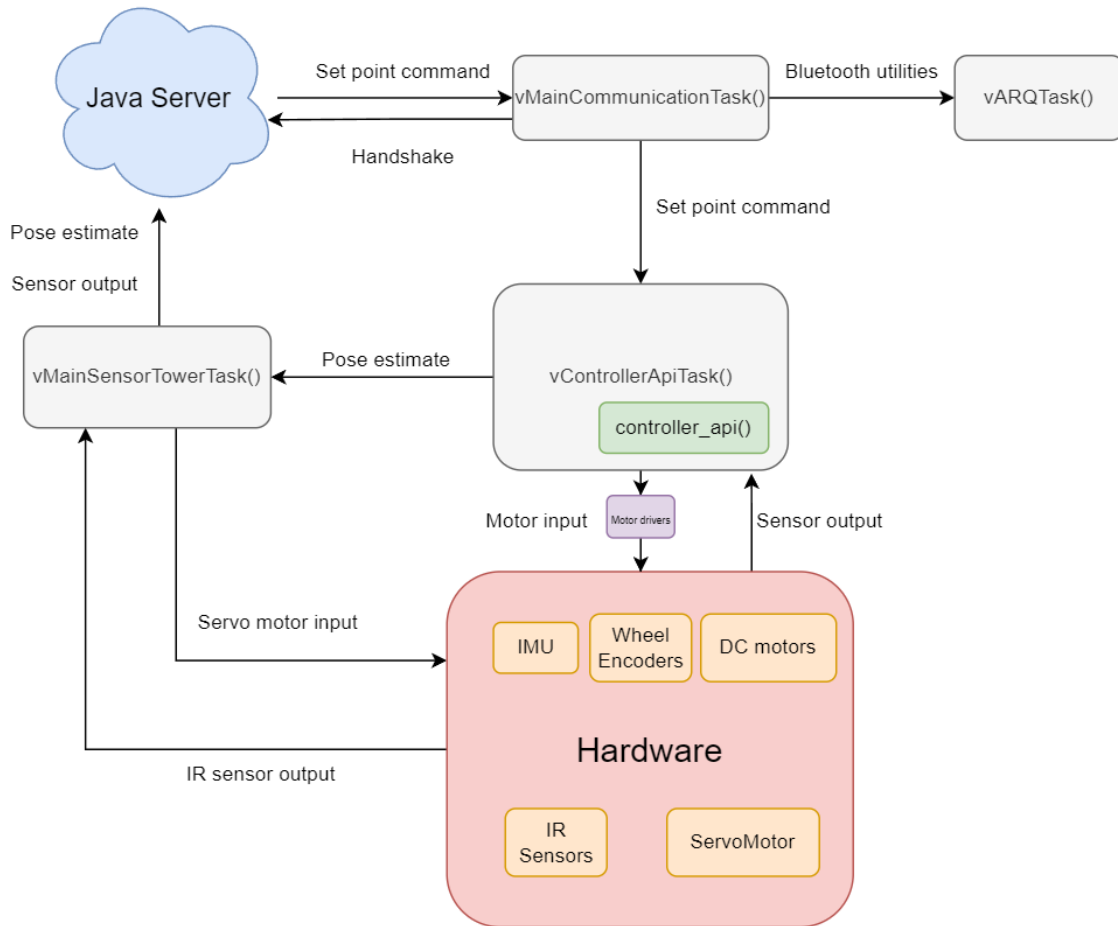 Java Server
Set point command
Handshake
vMainCommunicationTask()
Bluetooth utilities
vARQTask()
Set point command
Pose estimate
Sensor output
vMainSensorTowerTask()
Pose estimate
vControllerApiTask()
controller_api()
Motor input
Motor drivers
Sensor output
Servo motor input
IR sensor output
IMU
Wheel
Encoders
DC motors
Hardware
IR
Sensors
ServoMotor